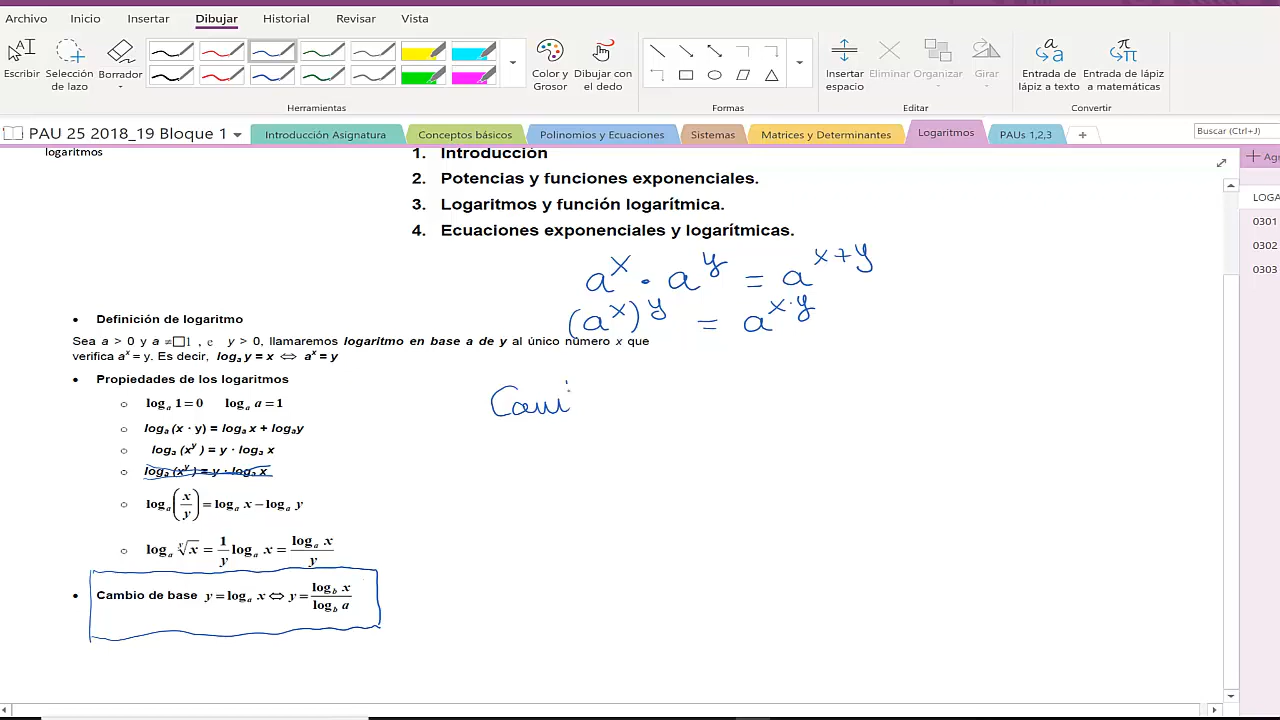 Archivo Inicio Insertar Dibujar Historial Revisar Vista
Escribir Selección de lazo Borrador Color y Grosor Dibujar con el dedo Insertar espacio Eliminar Organizar Girar Entrada de lápiz a texto Entrada de lápiz a matemáticas
Herramientas Formas Editar Convertir
PAU 25 2018_19 Bloque 1 Introducción Asignatura Conceptos básicos Polinomios y Ecuaciones Sistemas Matrices y Determinantes Logaritmos PAUs 1,2,3 Buscar (Ctrl+J)
logaritmos
Agr
LOGA
0301
0302
0303
1. Introducción
2. Potencias y funciones exponenciales.
3. Logaritmos y función logarítmica.
4. Ecuaciones exponenciales y logarítmicas.
a^x · a^y = a^{x+y}
(a^x)^y = a^{x·y}
• Definición de logaritmo
Sea a > 0 y a ≠□1 , e y > 0, llamaremos logaritmo en base a de y al único número x que
verifica a^x = y. Es decir, log_a y = x ⇔ a^x = y
• Propiedades de los logaritmos
○ log_a 1 = 0 log_a a = 1
○ log_a (x · y) = log_a x + log_a y
log_a (x^y ) = y · log_a x
○ log_a (x^y ) = y · log_a x
○ log_a (x/y) = log_a x − log_a y
○ log_a ʸ√x = 1/y log_a x = log_a x / y
• Cambio de base y = log_a x ⇔ y = log_b x / log_b a
Cami